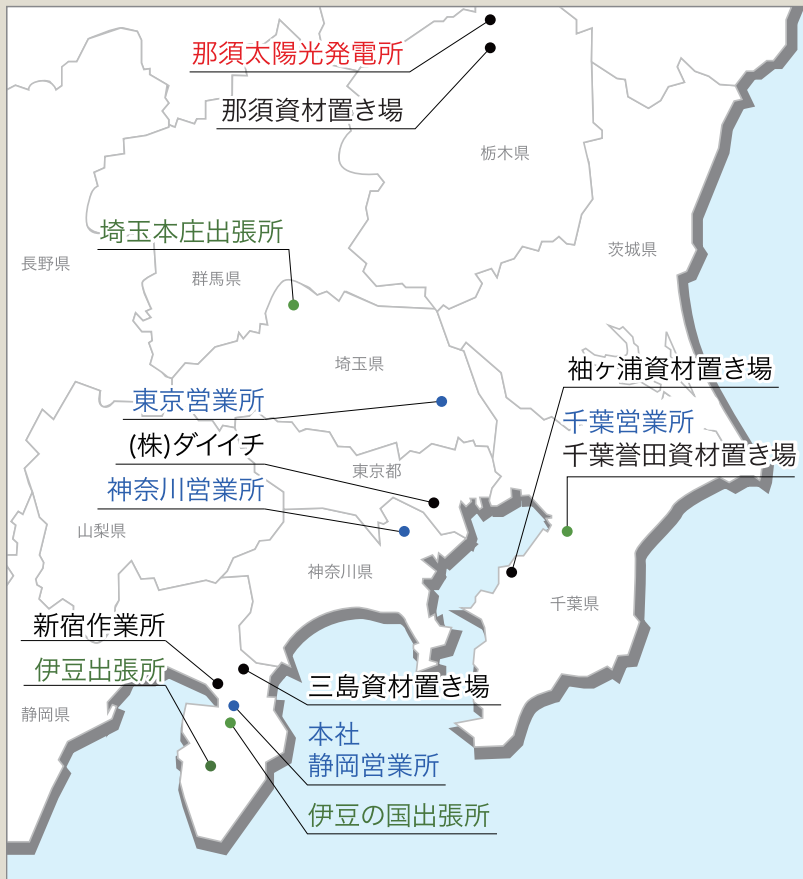 那須太陽光発電所
那須資材置き場
栃木県
埼玉本庄出張所
茨城県
長野県
群馬県
埼玉県
袖ヶ浦資材置き場
東京営業所
千葉営業所
(株)ダイイチ
千葉誉田資材置き場
東京都
神奈川営業所
山梨県
神奈川県
千葉県
新宿作業所
伊豆出張所
三島資材置き場
静岡県
本社
静岡営業所
伊豆の国出張所